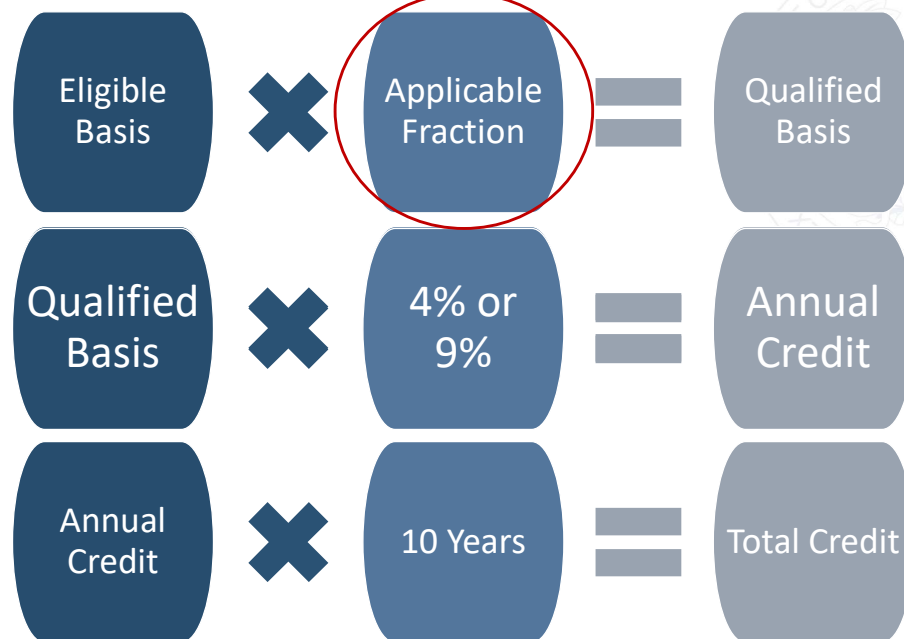 Eligible
Basis
Applicable
Fraction
Qualified
Basis
Qualified
Basis
4% or
9%
Annual
Credit
Annual
Credit
10 Years
Total Credit